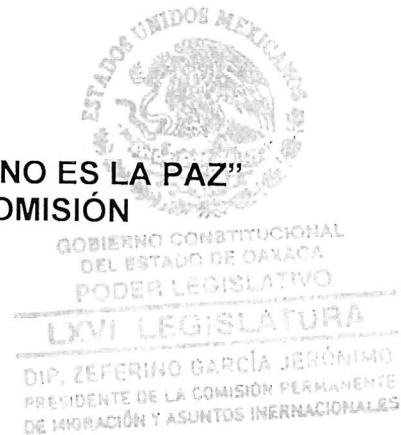 ESTADOS UNIDOS MEXICANOS
NO ES LA PAZ”
OMISIÓN
GOBIERNO CONSTITUCIONAL
DEL ESTADO DE OAXACA
PODER LEGISLATIVO
LXVI LEGISLATURA
DIP. ZEFERINO GARCÍA JERÓNIMO
PRESIDENTE DE LA COMISIÓN PERMANENTE
DE MIGRACIÓN Y ASUNTOS INERNACIONALES